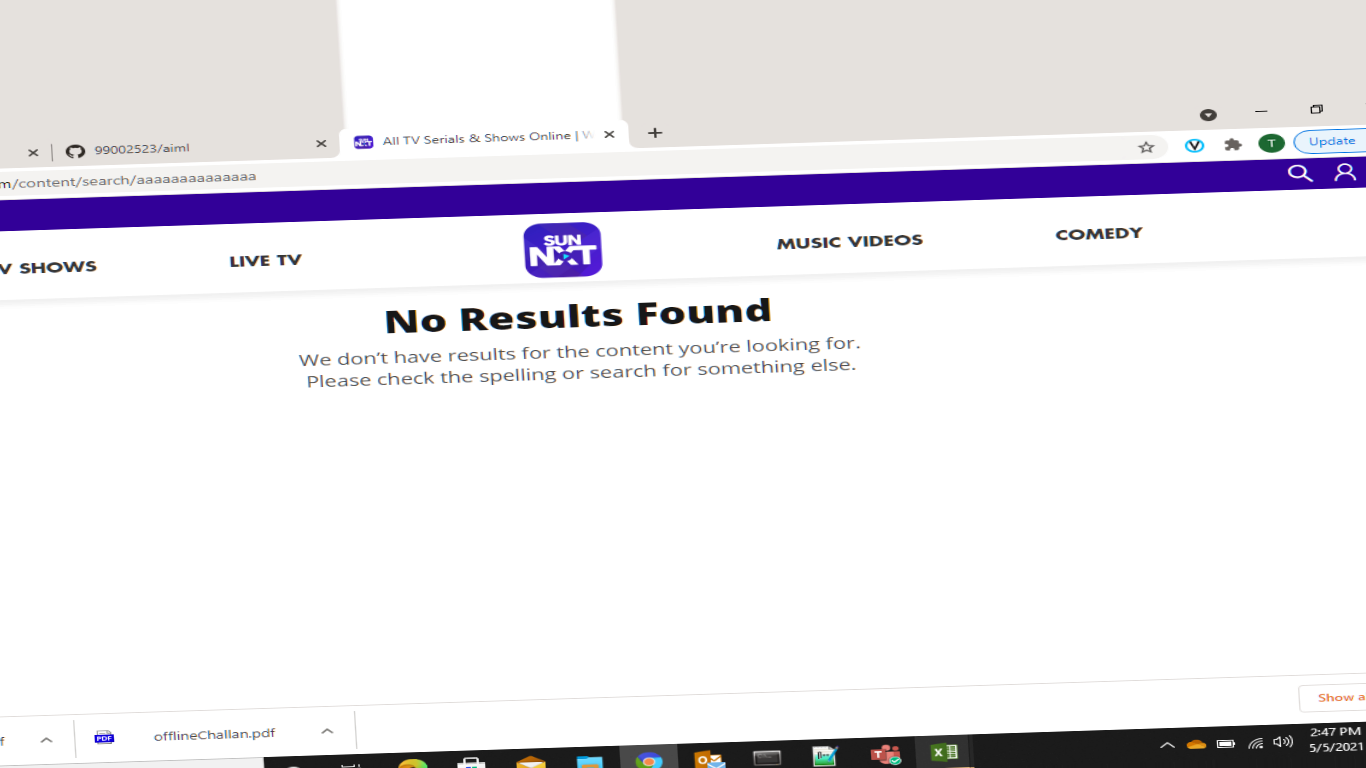 99002523/aiml
All TV Serials & Shows Online | W
m/content/search/aaaaaaaaaaaaaa
Update
V SHOWS
LIVE TV
SUN
NXT
MUSIC VIDEOS
COMEDY
No Results Found
We don't have results for the content you're looking for.
Please check the spelling or search for something else.
f
PDF
offlineChallan.pdf
Show a
2:47 PM
5/5/2021
T